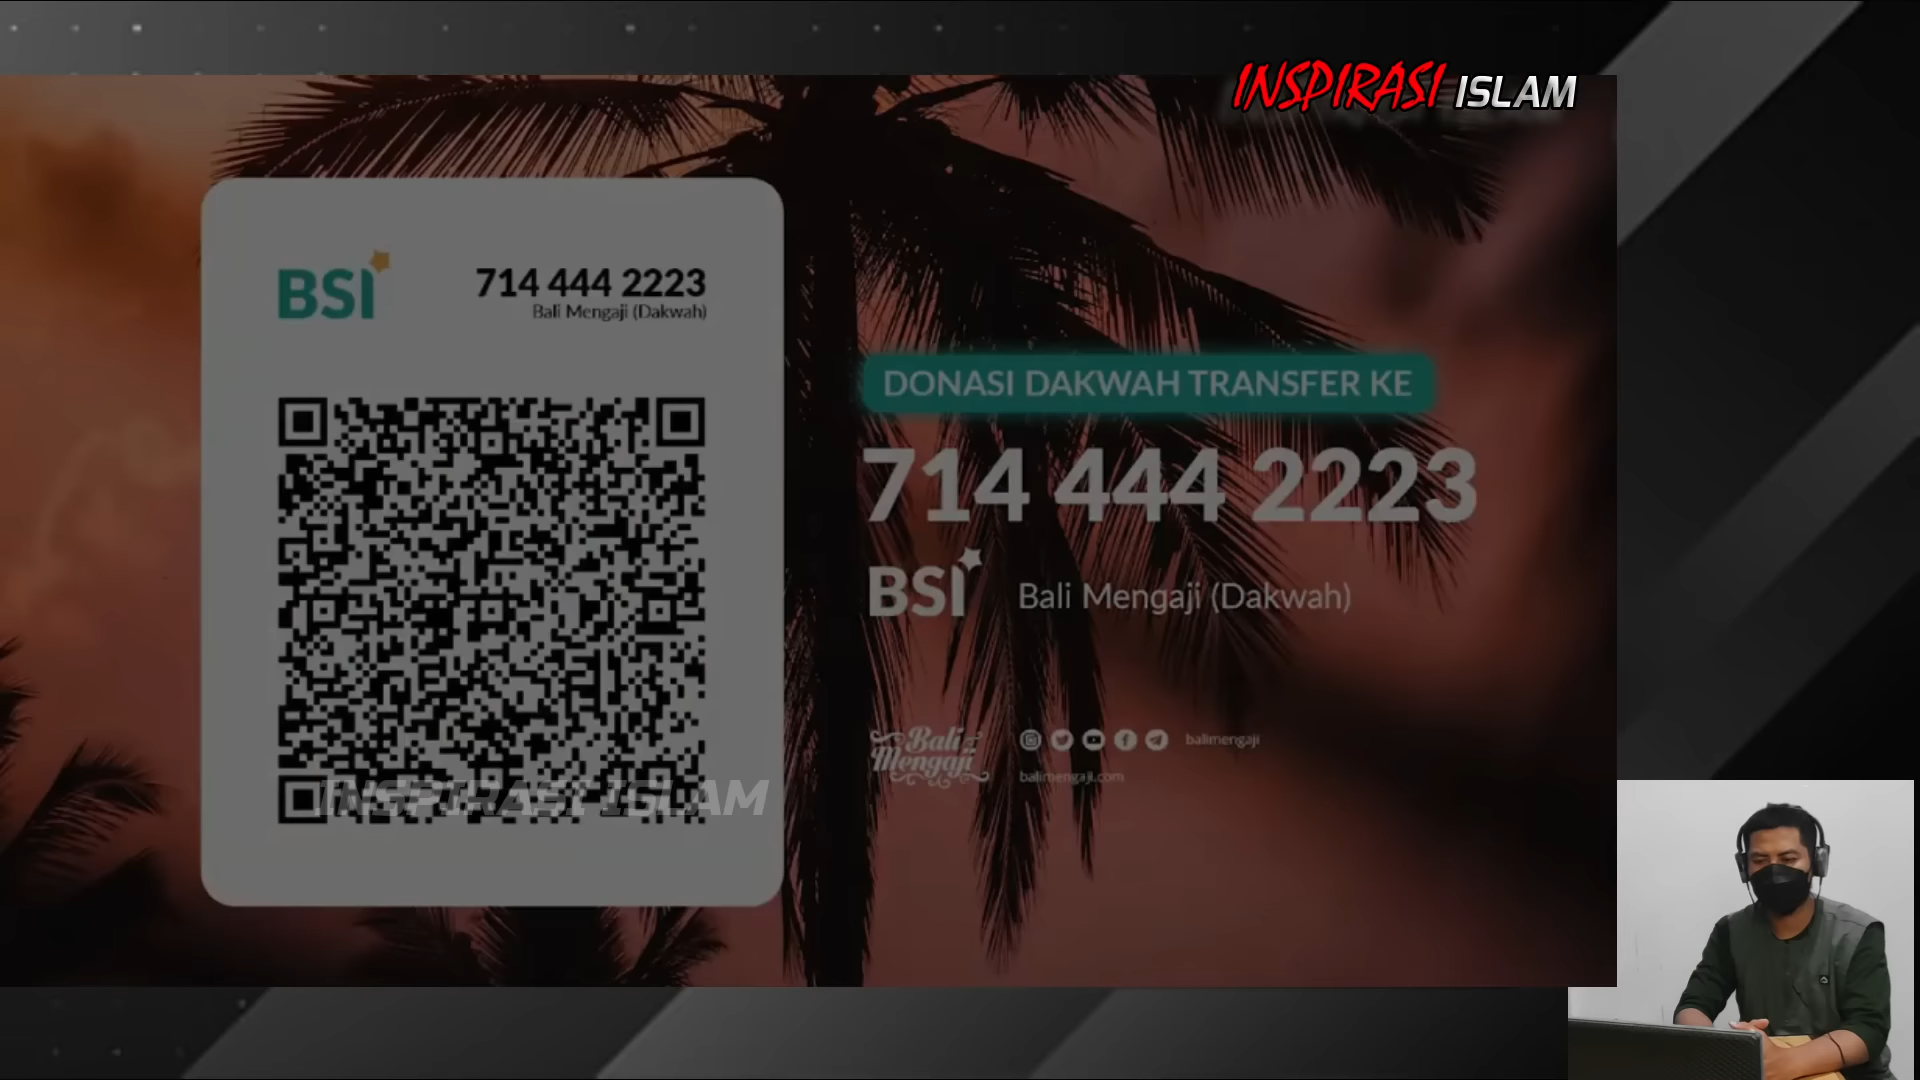 INSPIRASI ISLAM
BSI
714 444 2223
Bali Mengaji (Dakwah)
DONASI DAKWAH TRANSFER KE
714 444 2223
BSI
Bali Mengaji (Dakwah)
Bali Mengaji
balimengaji
balimengaji.com
INSPIRASI ISLAM